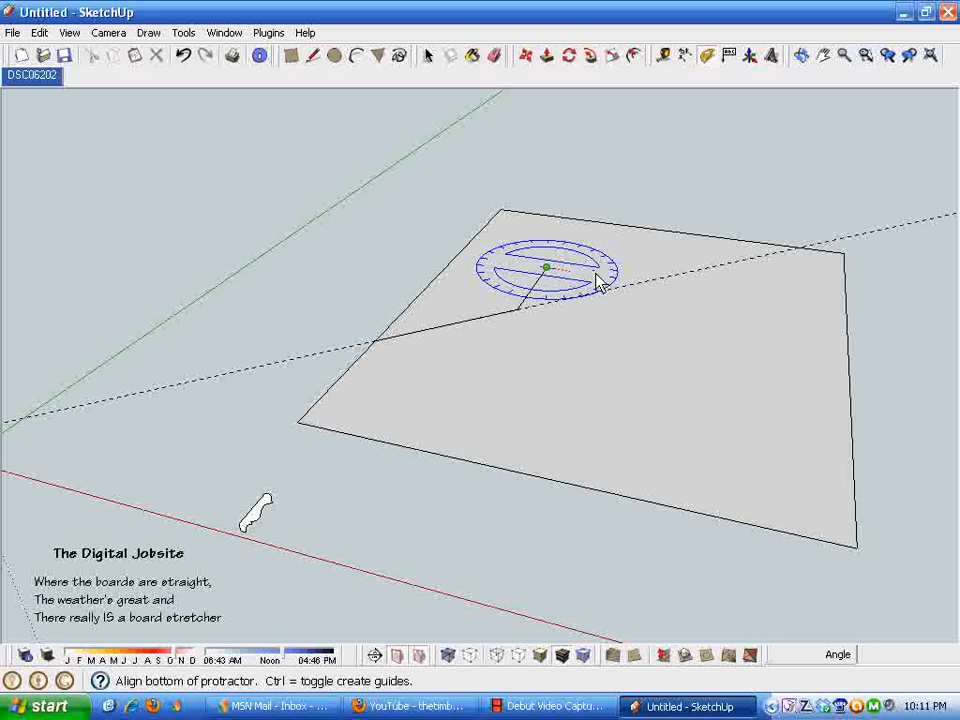 Untitled - SketchUp
File Edit View Camera Draw Tools Window Plugins Help
DSC06202
The Digital Jobsite
Where the boards are straight,
The weather's great and
There really IS a board stretcher
J F M A M J J A S O N D 06:43 AM Noon 04:46 PM Angle
Align bottom of protractor. Ctrl = toggle create guides.
start MSN Mail - Inbox - ... YouTube - thetimb... Debut Video Captu... Untitled - SketchUp 10:11 PM